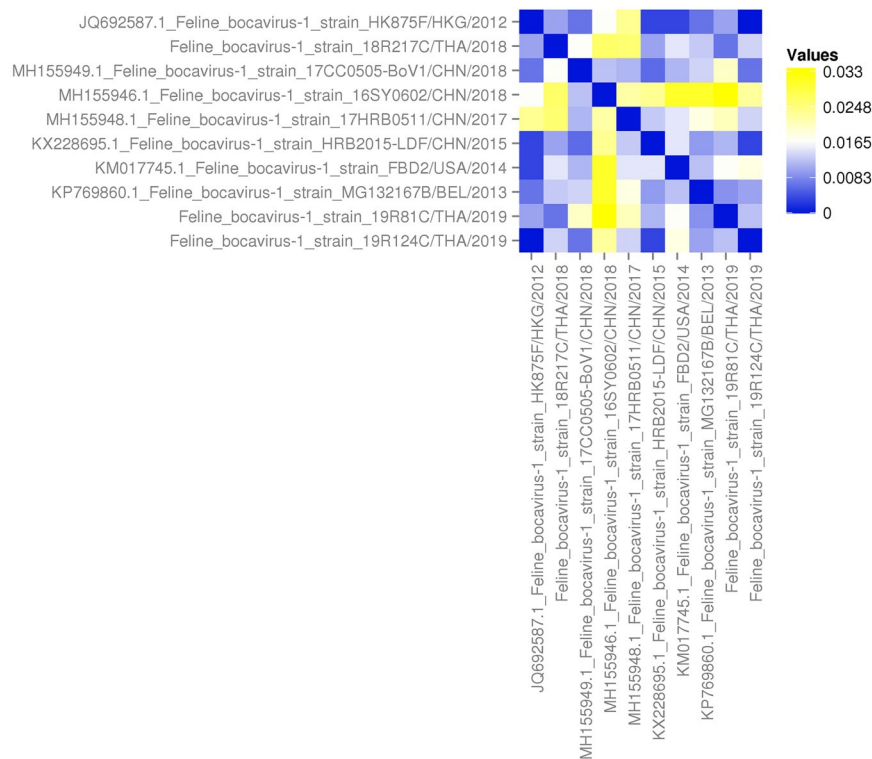 JQ692587.1_Feline_bocavirus-1_strain_HK875F/HKG/2012
Feline_bocavirus-1_strain_18R217C/THA/2018
MH155949.1_Feline_bocavirus-1_strain_17CC0505-BoV1/CHN/2018
MH155946.1_Feline_bocavirus-1_strain_16SY0602/CHN/2018
MH155948.1_Feline_bocavirus-1_strain_17HRB0511/CHN/2017
KX228695.1_Feline_bocavirus-1_strain_HRB2015-LDF/CHN/2015
KM017745.1_Feline_bocavirus-1_strain_FBD2/USA/2014
KP769860.1_Feline_bocavirus-1_strain_MG132167B/BEL/2013
Feline_bocavirus-1_strain_19R81C/THA/2019
Feline_bocavirus-1_strain_19R124C/THA/2019
Values
0.033
0.0248
0.0165
0.0083
0
JQ692587.1_Feline_bocavirus-1_strain_HK875F/HKG/2012
Feline_bocavirus-1_strain_18R217C/THA/2018
MH155949.1_Feline_bocavirus-1_strain_17CC0505-BoV1/CHN/2018
MH155946.1_Feline_bocavirus-1_strain_16SY0602/CHN/2018
MH155948.1_Feline_bocavirus-1_strain_17HRB0511/CHN/2017
KX228695.1_Feline_bocavirus-1_strain_HRB2015-LDF/CHN/2015
KM017745.1_Feline_bocavirus-1_strain_FBD2/USA/2014
KP769860.1_Feline_bocavirus-1_strain_MG132167B/BEL/2013
Feline_bocavirus-1_strain_19R81C/THA/2019
Feline_bocavirus-1_strain_19R124C/THA/2019